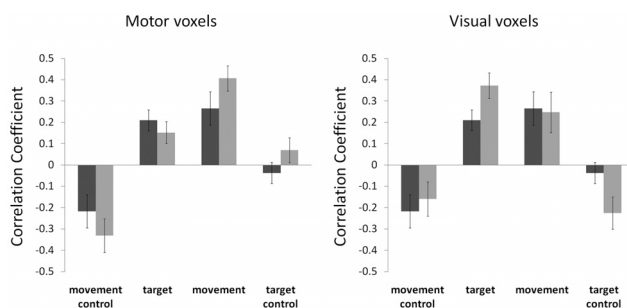 Motor voxels
Visual voxels
Correlation Coefficient
0.5
0.4
0.3
0.2
0.1
0
-0.1
-0.2
-0.3
-0.4
-0.5
movement control
target
movement
target control
Correlation Coefficient
0.5
0.4
0.3
0.2
0.1
0
-0.1
-0.2
-0.3
-0.4
-0.5
movement control
target
movement
target control